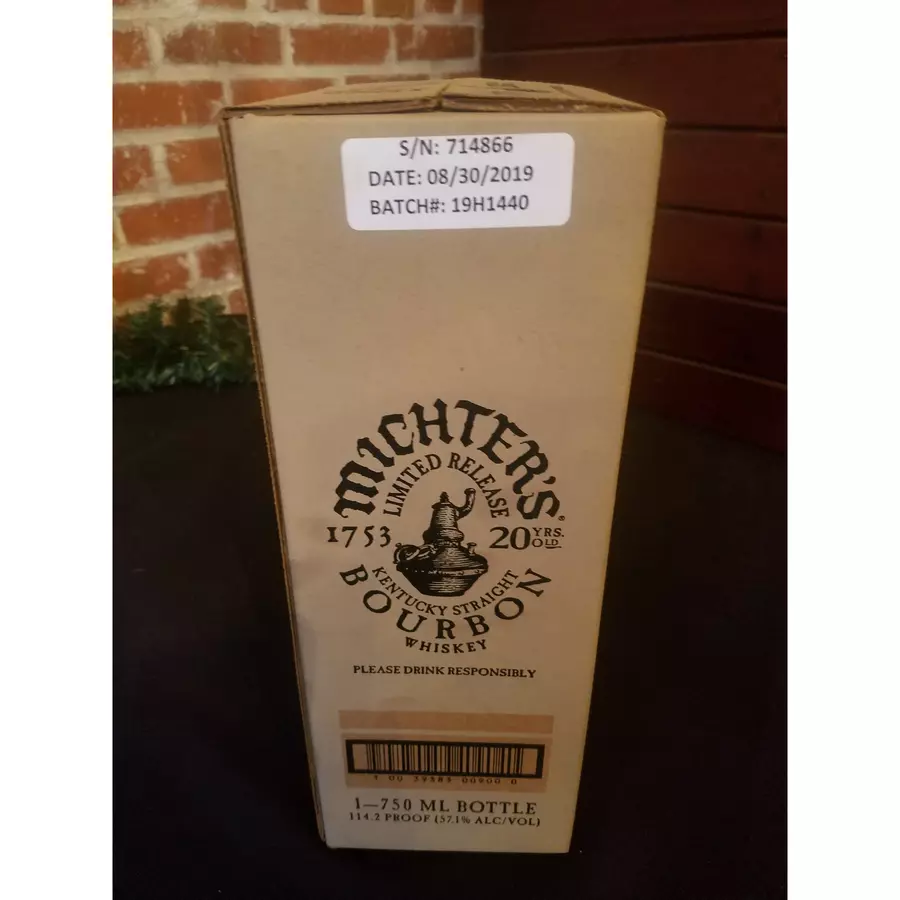 S/N: 714866
DATE: 08/30/2019
BATCH#: 19H1440
MICHTER'S®
LIMITED RELEASE
1753
20 YRS. OLD
KENTUCKY STRAIGHT
BOURBON
WHISKEY
PLEASE DRINK RESPONSIBLY
1—750 ML BOTTLE
114.2 PROOF (57.1% ALC/VOL)